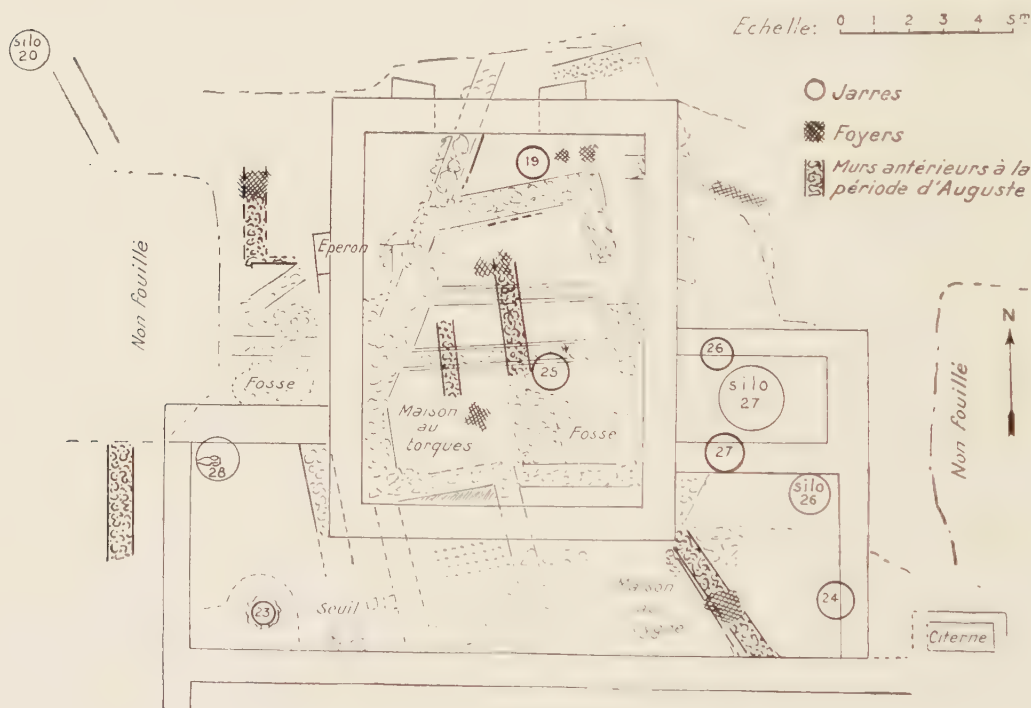 Echelle: 0 1 2 3 4 5m
silo
20
Jarres
Foyers
Murs antérieurs à la
période d'Auguste
19
Eperon
Non fouillé
Fosse
25
Maison
au
torques
Fosse
26
silo
27
27
silo
26
N
Non fouillé
28
23
Seuil
Maison
24
Citerne